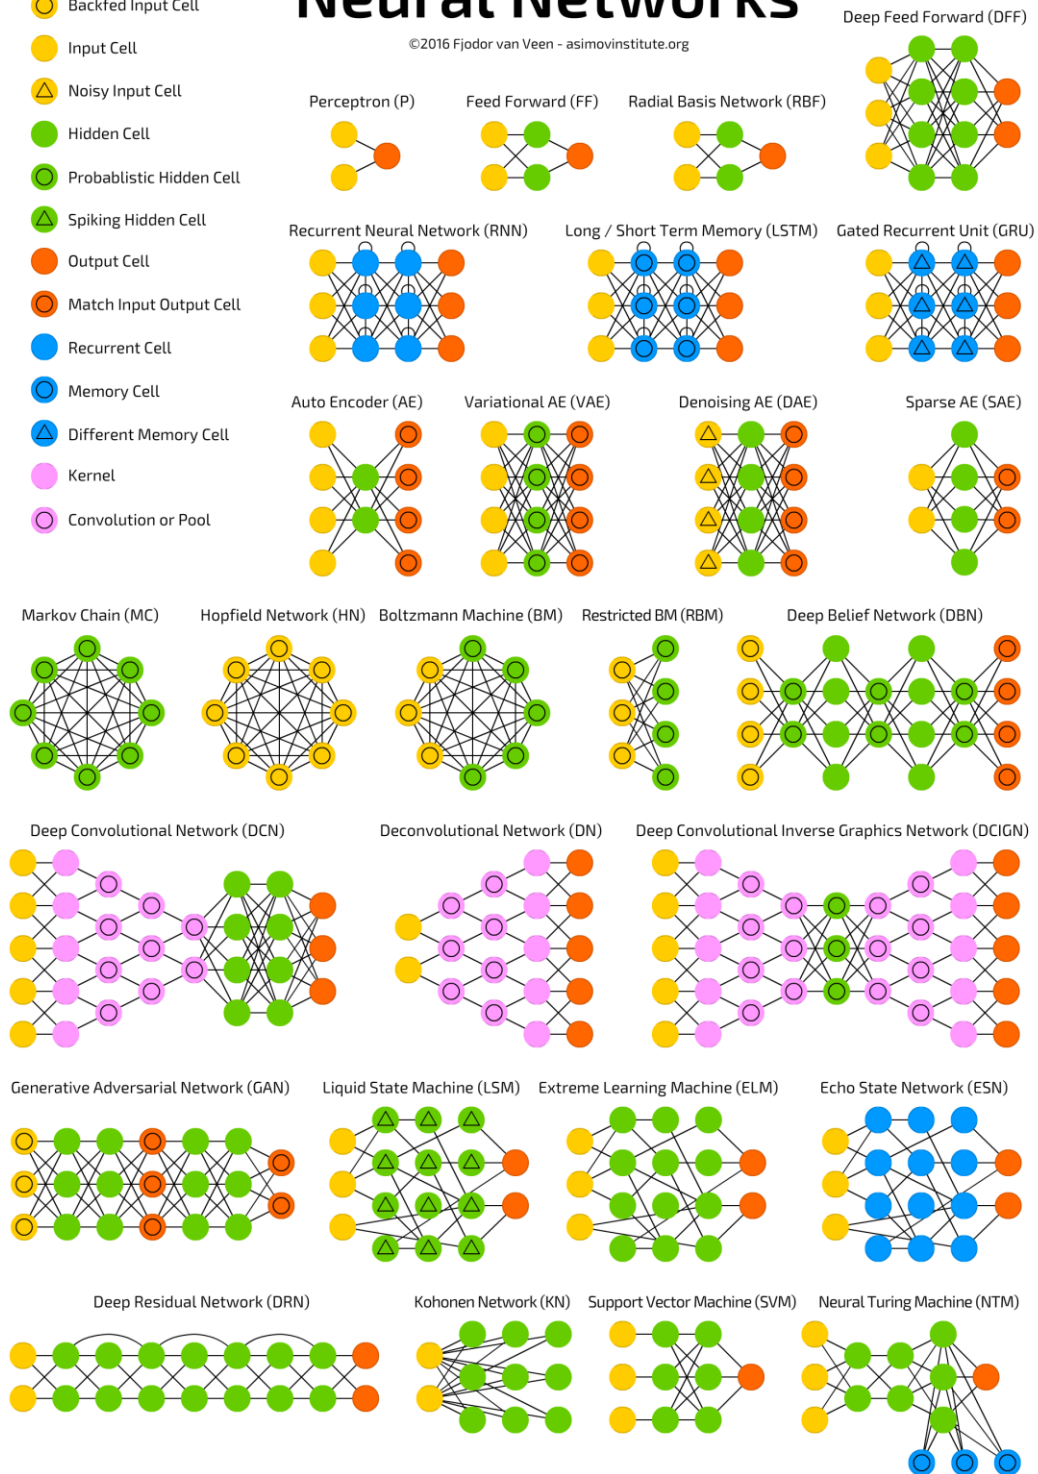 Neural Networks
©2016 Fjodor van Veen - asimovinstitute.org
Backfed Input Cell
Input Cell
Noisy Input Cell
Hidden Cell
Probablistic Hidden Cell
Spiking Hidden Cell
Output Cell
Match Input Output Cell
Recurrent Cell
Memory Cell
Different Memory Cell
Kernel
Convolution or Pool
Deep Feed Forward (DFF)
Perceptron (P)
Feed Forward (FF)
Radial Basis Network (RBF)
Recurrent Neural Network (RNN)
Long / Short Term Memory (LSTM)
Gated Recurrent Unit (GRU)
Auto Encoder (AE)
Variational AE (VAE)
Denoising AE (DAE)
Sparse AE (SAE)
Markov Chain (MC)
Hopfield Network (HN)
Boltzmann Machine (BM)
Restricted BM (RBM)
Deep Belief Network (DBN)
Deep Convolutional Network (DCN)
Deconvolutional Network (DN)
Deep Convolutional Inverse Graphics Network (DCIGN)
Generative Adversarial Network (GAN)
Liquid State Machine (LSM)
Extreme Learning Machine (ELM)
Echo State Network (ESN)
Deep Residual Network (DRN)
Kohonen Network (KN)
Support Vector Machine (SVM)
Neural Turing Machine (NTM)